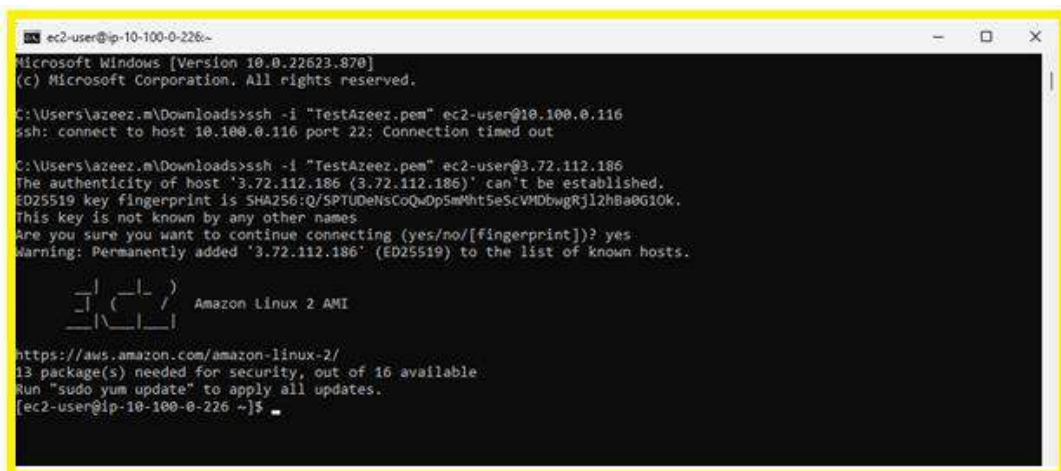 ec2-user@ip-10-100-0-226:~
Microsoft Windows [Version 10.0.22623.870]
(c) Microsoft Corporation. All rights reserved.
C:\Users\azeez.m\Downloads>ssh -i "TestAzeez.pem" ec2-user@10.100.0.116
ssh: connect to host 10.100.0.116 port 22: Connection timed out
C:\Users\azeez.m\Downloads>ssh -i "TestAzeez.pem" ec2-user@3.72.112.186
The authenticity of host '3.72.112.186 (3.72.112.186)' can't be established.
ED25519 key fingerprint is SHA256:Q/5PTUDeNsCoQwDp5mMht5eScVMDbwgRjl2hBa0G1Ok.
This key is not known by any other names
Are you sure you want to continue connecting (yes/no/[fingerprint])? yes
Warning: Permanently added '3.72.112.186' (ED25519) to the list of known hosts.
Amazon Linux 2 AMI
https://aws.amazon.com/amazon-linux-2/
13 package(s) needed for security, out of 16 available
Run "sudo yum update" to apply all updates.
[ec2-user@ip-10-100-0-226 ~]$